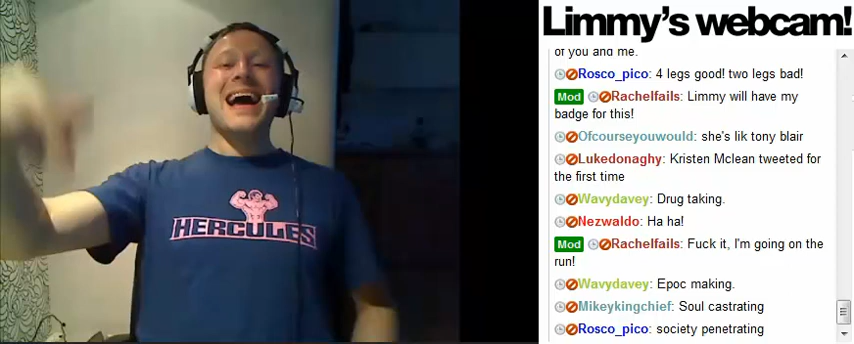 Limmy's webcam!
of you and me.
Rosco_pico: 4 legs good! two legs bad!
Mod Rachelfails: Limmy will have my
badge for this!
Ofcourseyouwould: she's lik tony blair
Lukedonaghy: Kristen Mclean tweeted for
the first time
Wavydavey: Drug taking.
Nezwaldo: Ha ha!
Mod Rachelfails: Fuck it, I'm going on the
run!
Wavydavey: Epoc making.
Mikeykingchief: Soul castrating
Rosco_pico: society penetrating
HERCULES